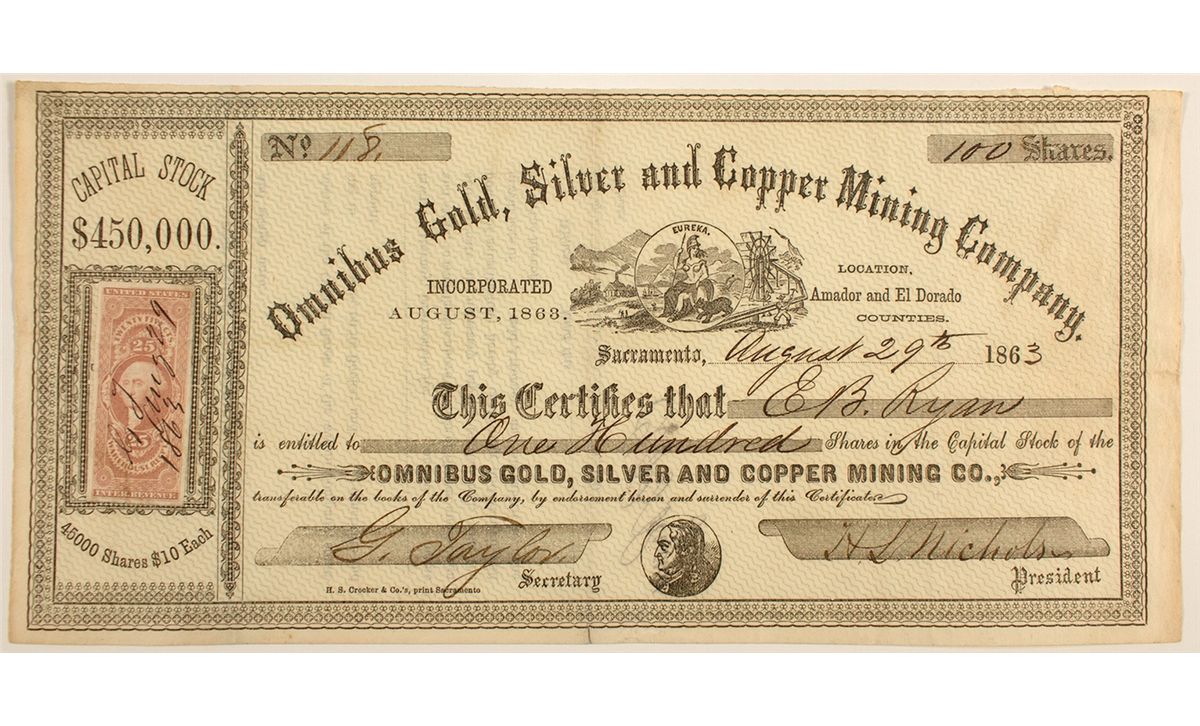 Nº 118.
100 Shares.
CAPITAL STOCK
$450,000.
Omnibus Gold, Silver and Copper Mining Company.
EUREKA.
INCORPORATED
AUGUST, 1863.
LOCATION,
Amador and El Dorado
COUNTIES.
Sacramento, August 29th 1863
This Certifies that E B. Ryan
is entitled to One Hundred Shares in the Capital Stock of the
OMNIBUS GOLD, SILVER AND COPPER MINING CO.,
transferable on the books of the Company, by endorsement hereon and surrender of this Certificate
UNITED STATES
25
G T
Aug 29
1863
INTER. REVENUE
45000 Shares $10 Each
G. Taylor
Secretary
H L Nichols
President
H. S. Crocker & Co.'s, print Sacramento